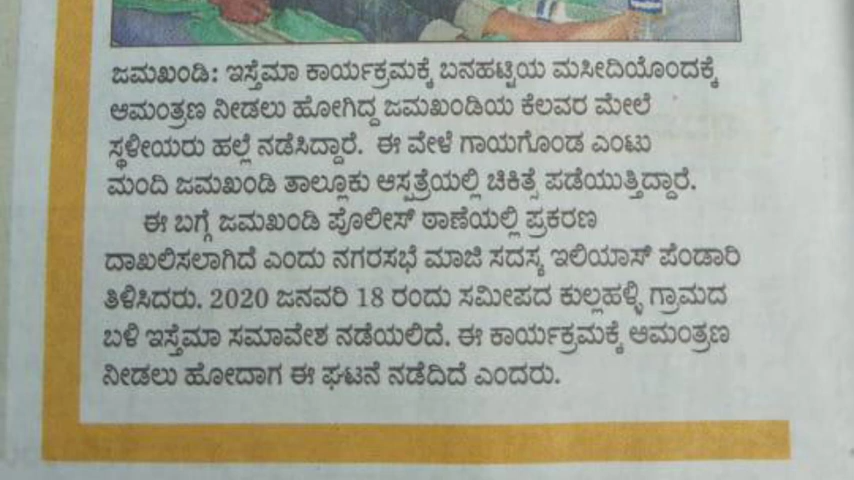 ಜಮಖಂಡಿ: ಇಸ್ತೆಮಾ ಕಾರ್ಯಕ್ರಮಕ್ಕೆ ಬನಹಟ್ಟಿಯ ಮಸೀದಿಯೊಂದಕ್ಕೆ
ಆಮಂತ್ರಣ ನೀಡಲು ಹೋಗಿದ್ದ ಜಮಖಂಡಿಯ ಕೆಲವರ ಮೇಲೆ
ಸ್ಥಳೀಯರು ಹಲ್ಲೆ ನಡೆಸಿದ್ದಾರೆ. ಈ ವೇಳೆ ಗಾಯಗೊಂಡ ಎಂಟು
ಮಂದಿ ಜಮಖಂಡಿ ತಾಲ್ಲೂಕು ಆಸ್ಪತ್ರೆಯಲ್ಲಿ ಚಿಕಿತ್ಸೆ ಪಡೆಯುತ್ತಿದ್ದಾರೆ.
ಈ ಬಗ್ಗೆ ಜಮಖಂಡಿ ಪೊಲೀಸ್ ಠಾಣೆಯಲ್ಲಿ ಪ್ರಕರಣ
ದಾಖಲಿಸಲಾಗಿದೆ ಎಂದು ನಗರಸಭೆ ಮಾಜಿ ಸದಸ್ಯ ಇಲಿಯಾಸ್ ಪೆಂಡಾರಿ
ತಿಳಿಸಿದರು. 2020 ಜನವರಿ 18 ರಂದು ಸಮೀಪದ ಕುಲ್ಲಹಳ್ಳಿ ಗ್ರಾಮದ
ಬಳಿ ಇಸ್ತೆಮಾ ಸಮಾವೇಶ ನಡೆಯಲಿದೆ. ಈ ಕಾರ್ಯಕ್ರಮಕ್ಕೆ ಆಮಂತ್ರಣ
ನೀಡಲು ಹೋದಾಗ ಈ ಘಟನೆ ನಡೆದಿದೆ ಎಂದರು.